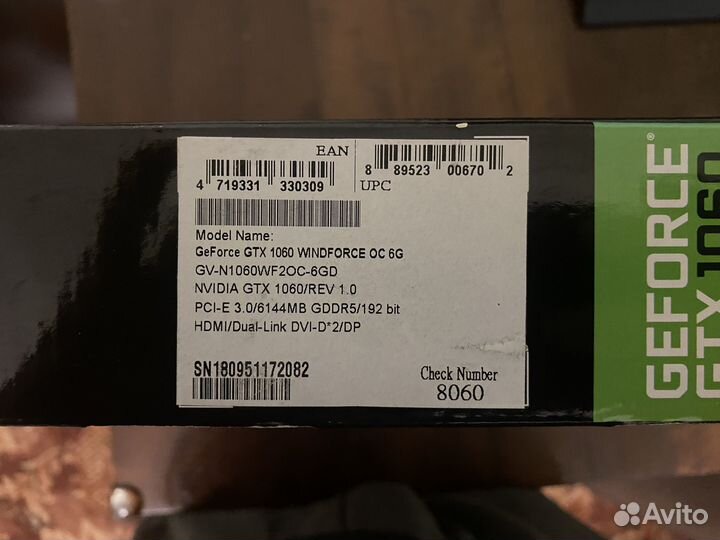 EAN
4 719331 330309
8 89523 00670 2
UPC
Model Name:
GeForce GTX 1060 WINDFORCE OC 6G
GV-N1060WF2OC-6GD
NVIDIA GTX 1060/REV 1.0
PCI-E 3.0/6144MB GDDR5/192 bit
HDMI/Dual-Link DVI-D*2/DP
SN180951172082
Check Number
8060
GEFORCE®
GTX 1060
Avito